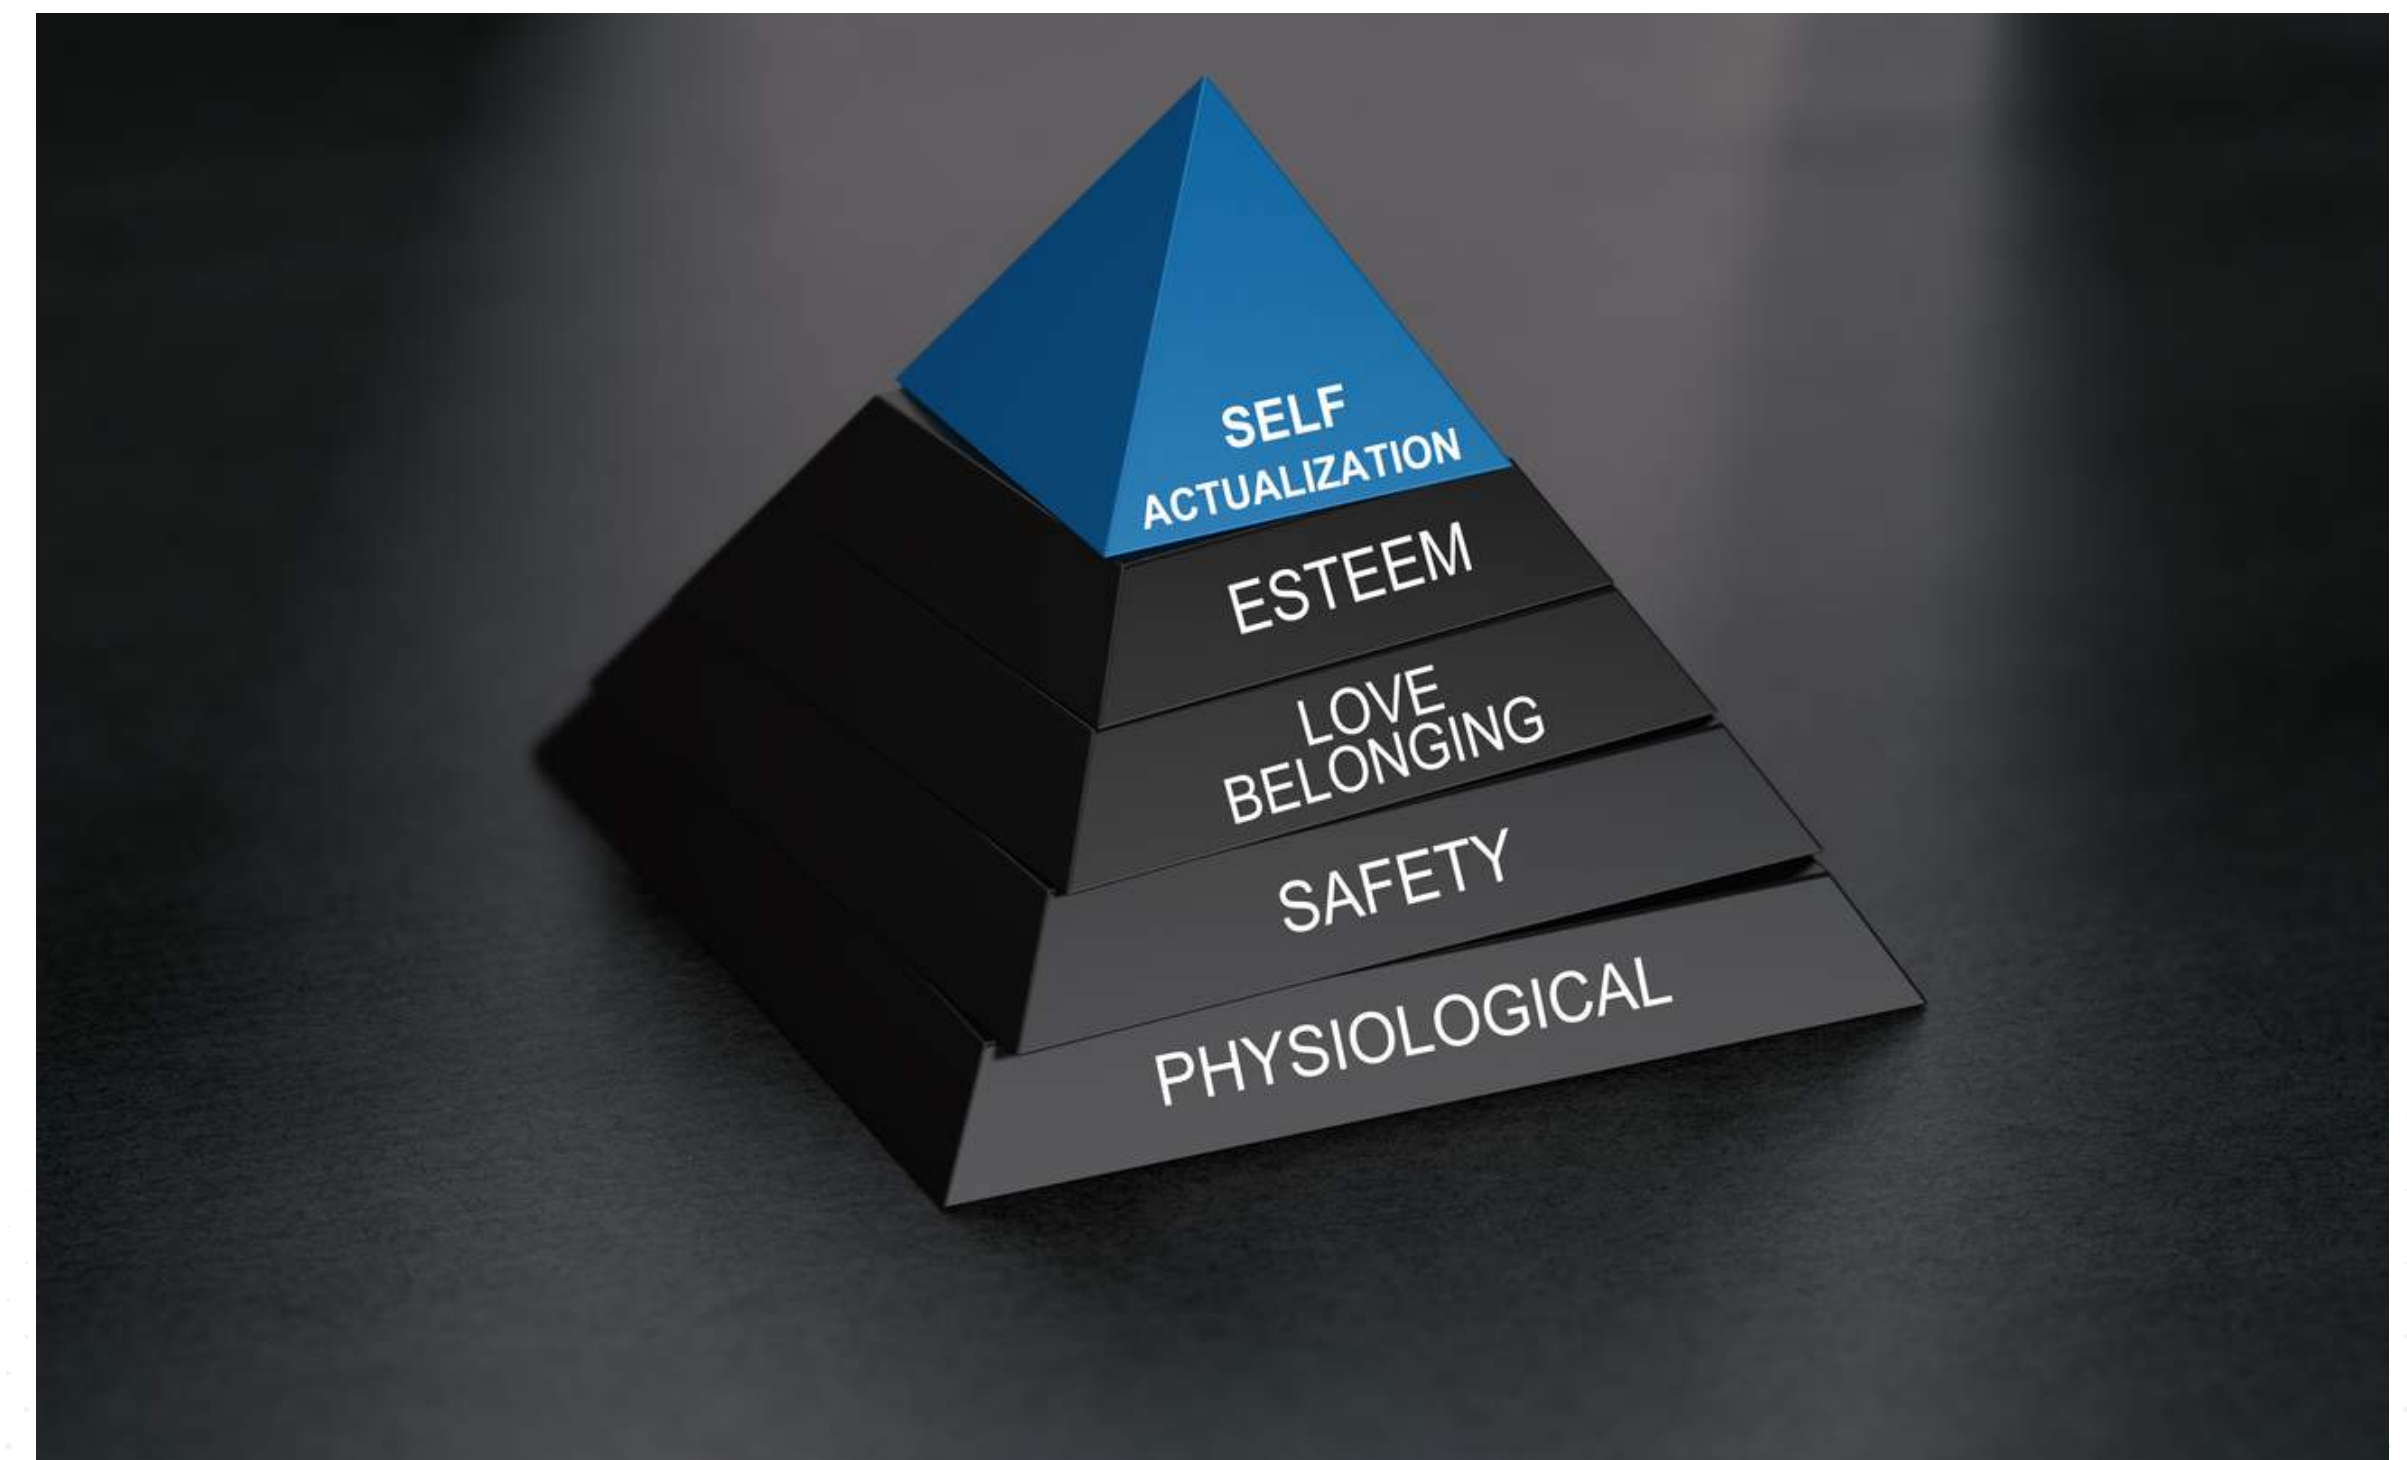 SELF
ACTUALIZATION
ESTEEM
LOVE
BELONGING
SAFETY
PHYSIOLOGICAL